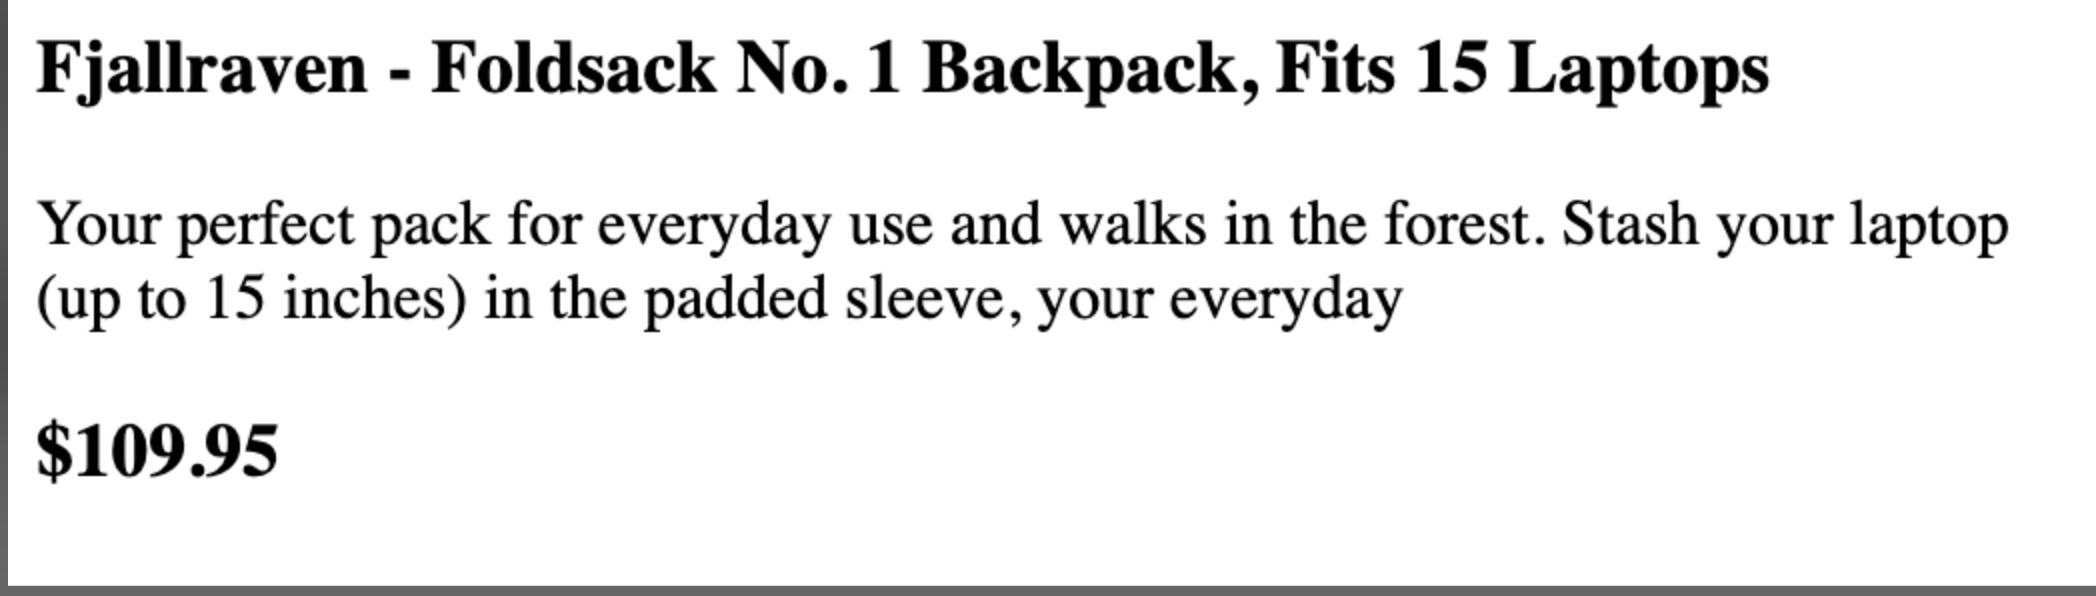 Fjallraven - Foldsack No. 1 Backpack, Fits 15 Laptops
Your perfect pack for everyday use and walks in the forest. Stash your laptop
(up to 15 inches) in the padded sleeve, your everyday
$109.95